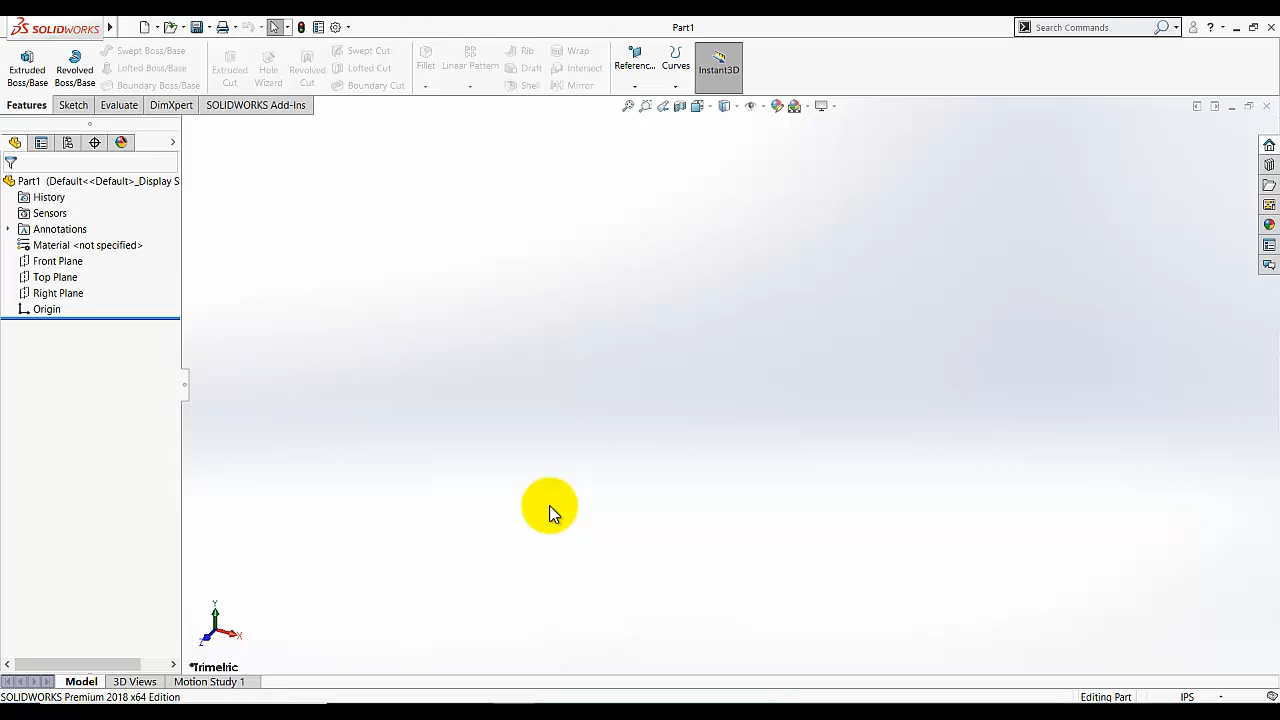 SOLIDWORKS
Part1
Search Commands
Extruded Boss/Base
Revolved Boss/Base
Swept Boss/Base
Lofted Boss/Base
Boundary Boss/Base
Extruded Cut
Hole Wizard
Revolved Cut
Swept Cut
Lofted Cut
Boundary Cut
Fillet
Linear Pattern
Rib
Draft
Shell
Wrap
Intersect
Mirror
Referenc...
Curves
Instant3D
Features
Sketch
Evaluate
DimXpert
SOLIDWORKS Add-Ins
Part1 (Default<<Default>_Display S
History
Sensors
Annotations
Material <not specified>
Front Plane
Top Plane
Right Plane
Origin
Y
X
Z
*Trimetric
Model
3D Views
Motion Study 1
SOLIDWORKS Premium 2018 x64 Edition
Editing Part
IPS